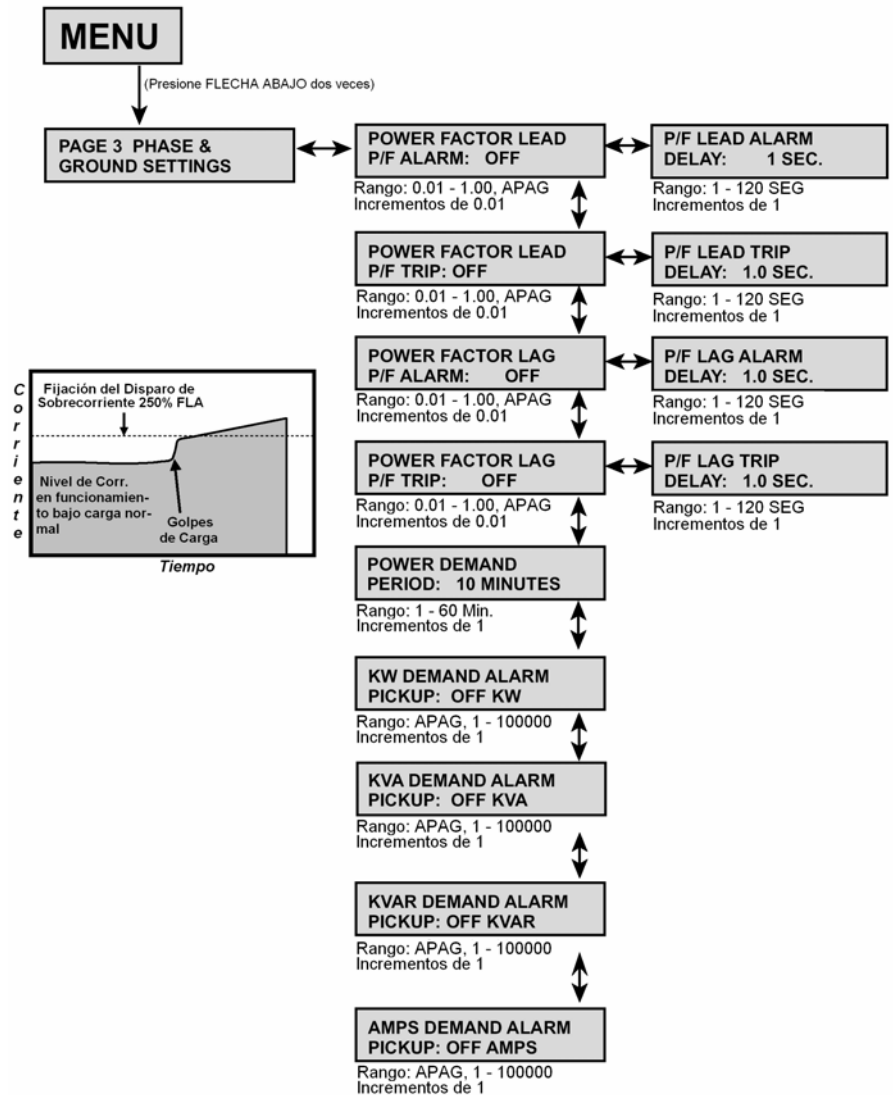 MENU
(Presione FLECHA ABAJO dos veces)
PAGE 3 PHASE &
GROUND SETTINGS
POWER FACTOR LEAD
P/F ALARM: OFF
Rango: 0.01 - 1.00, APAG
Incrementos de 0.01
P/F LEAD ALARM
DELAY: 1 SEC.
Rango: 1 - 120 SEG
Incrementos de 1
POWER FACTOR LEAD
P/F TRIP: OFF
Rango: 0.01 - 1.00, APAG
Incrementos de 0.01
P/F LEAD TRIP
DELAY: 1.0 SEC.
Rango: 1 - 120 SEG
Incrementos de 1
POWER FACTOR LAG
P/F ALARM: OFF
Rango: 0.01 - 1.00, APAG
Incrementos de 0.01
P/F LAG ALARM
DELAY: 1.0 SEC.
Rango: 1 - 120 SEG
Incrementos de 1
POWER FACTOR LAG
P/F TRIP: OFF
Rango: 0.01 - 1.00, APAG
Incrementos de 0.01
P/F LAG TRIP
DELAY: 1.0 SEC.
Rango: 1 - 120 SEG
Incrementos de 1
Corriente
Fijación del Disparo de
Sobrecorriente 250% FLA
Nivel de Corr.
en funcionamien-
to bajo carga nor-
mal
Golpes
de Carga
Tiempo
POWER DEMAND
PERIOD: 10 MINUTES
Rango: 1 - 60 Min.
Incrementos de 1
KW DEMAND ALARM
PICKUP: OFF KW
Rango: APAG, 1 - 100000
Incrementos de 1
KVA DEMAND ALARM
PICKUP: OFF KVA
Rango: APAG, 1 - 100000
Incrementos de 1
KVAR DEMAND ALARM
PICKUP: OFF KVAR
Rango: APAG, 1 - 100000
Incrementos de 1
AMPS DEMAND ALARM
PICKUP: OFF AMPS
Rango: APAG, 1 - 100000
Incrementos de 1